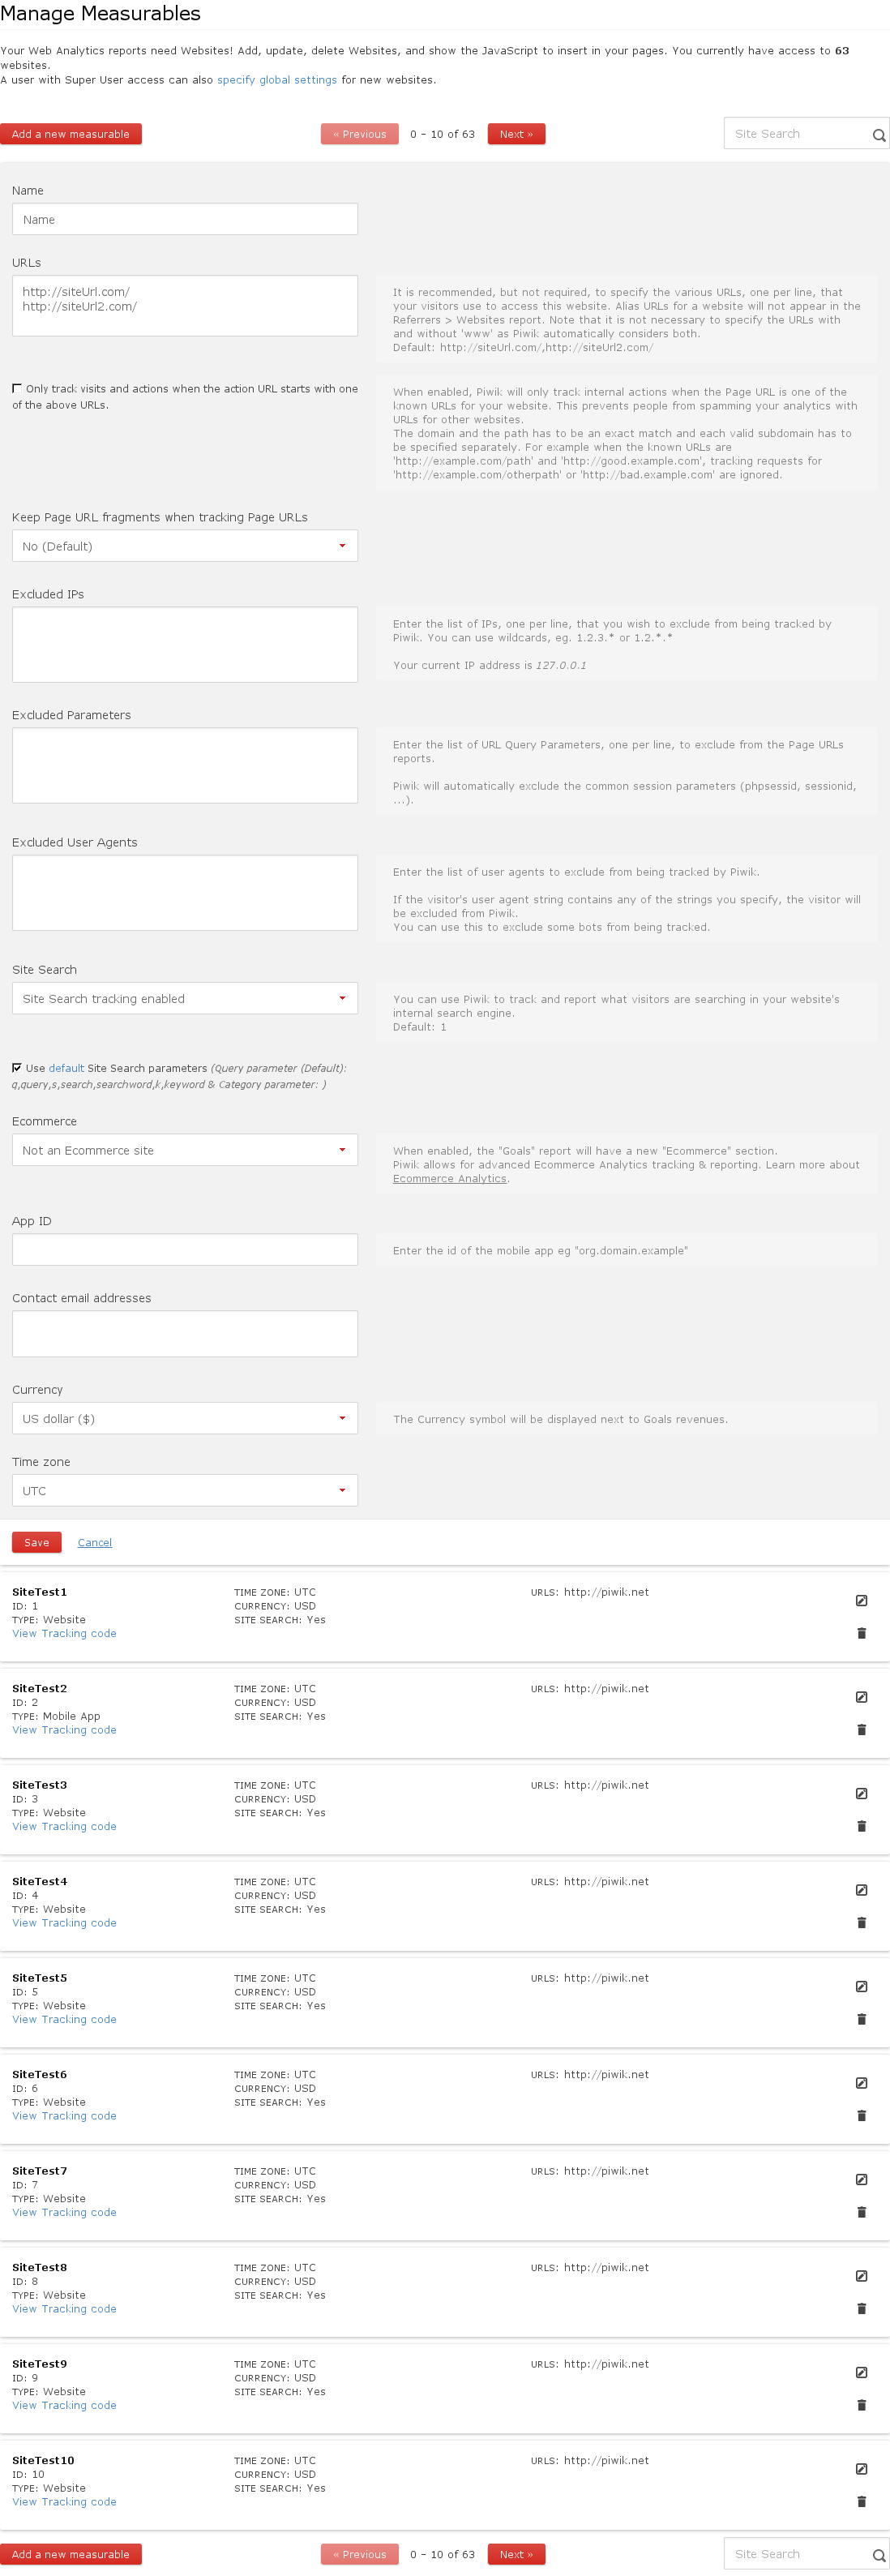 Manage Measurables
Your Web Analytics reports need Websites! Add, update, delete Websites, and show the JavaScript to insert in your pages. You currently have access to 63
websites.
A user with Super User access can also specify global settings for new websites.
Add a new measurable
« Previous
0 - 10 of 63
Next »
Site Search
Name
Name
URLs
http://siteUrl.com/
http://siteUrl2.com/
It is recommended, but not required, to specify the various URLs, one per line, that
your visitors use to access this website. Alias URLs for a website will not appear in the
Referrers > Websites report. Note that it is not necessary to specify the URLs with
and without 'www' as Piwik automatically considers both.
Default: http://siteUrl.com/,http://siteUrl2.com/
Only track visits and actions when the action URL starts with one
of the above URLs.
When enabled, Piwik will only track internal actions when the Page URL is one of the
known URLs for your website. This prevents people from spamming your analytics with
URLs for other websites.
The domain and the path has to be an exact match and each valid subdomain has to
be specified separately. For example when the known URLs are
'http://example.com/path' and 'http://good.example.com', tracking requests for
'http://example.com/otherpath' or 'http://bad.example.com' are ignored.
Keep Page URL fragments when tracking Page URLs
No (Default)
Excluded IPs
Enter the list of IPs, one per line, that you wish to exclude from being tracked by
Piwik. You can use wildcards, eg. 1.2.3.* or 1.2.*.*
Your current IP address is 127.0.0.1
Excluded Parameters
Enter the list of URL Query Parameters, one per line, to exclude from the Page URLs
reports.
Piwik will automatically exclude the common session parameters (phpsessid, sessionid,
...).
Excluded User Agents
Enter the list of user agents to exclude from being tracked by Piwik.
If the visitor's user agent string contains any of the strings you specify, the visitor will
be excluded from Piwik.
You can use this to exclude some bots from being tracked.
Site Search
Site Search tracking enabled
You can use Piwik to track and report what visitors are searching in your website's
internal search engine.
Default: 1
Use default Site Search parameters (Query parameter (Default):
q,query,s,search,searchword,k,keyword & Category parameter: )
Ecommerce
Not an Ecommerce site
When enabled, the "Goals" report will have a new "Ecommerce" section.
Piwik allows for advanced Ecommerce Analytics tracking & reporting. Learn more about
Ecommerce Analytics.
App ID
Enter the id of the mobile app eg "org.domain.example"
Contact email addresses
Currency
US dollar ($)
The Currency symbol will be displayed next to Goals revenues.
Time zone
UTC
Save
Cancel
SiteTest1 TIME ZONE: UTC URLS: http://piwik.net
ID: 1 CURRENCY: USD
TYPE: Website SITE SEARCH: Yes
View Tracking code
SiteTest2 TIME ZONE: UTC URLS: http://piwik.net
ID: 2 CURRENCY: USD
TYPE: Mobile App SITE SEARCH: Yes
View Tracking code
SiteTest3 TIME ZONE: UTC URLS: http://piwik.net
ID: 3 CURRENCY: USD
TYPE: Website SITE SEARCH: Yes
View Tracking code
SiteTest4 TIME ZONE: UTC URLS: http://piwik.net
ID: 4 CURRENCY: USD
TYPE: Website SITE SEARCH: Yes
View Tracking code
SiteTest5 TIME ZONE: UTC URLS: http://piwik.net
ID: 5 CURRENCY: USD
TYPE: Website SITE SEARCH: Yes
View Tracking code
SiteTest6 TIME ZONE: UTC URLS: http://piwik.net
ID: 6 CURRENCY: USD
TYPE: Website SITE SEARCH: Yes
View Tracking code
SiteTest7 TIME ZONE: UTC URLS: http://piwik.net
ID: 7 CURRENCY: USD
TYPE: Website SITE SEARCH: Yes
View Tracking code
SiteTest8 TIME ZONE: UTC URLS: http://piwik.net
ID: 8 CURRENCY: USD
TYPE: Website SITE SEARCH: Yes
View Tracking code
SiteTest9 TIME ZONE: UTC URLS: http://piwik.net
ID: 9 CURRENCY: USD
TYPE: Website SITE SEARCH: Yes
View Tracking code
SiteTest10 TIME ZONE: UTC URLS: http://piwik.net
ID: 10 CURRENCY: USD
TYPE: Website SITE SEARCH: Yes
View Tracking code
Add a new measurable
« Previous
0 - 10 of 63
Next »
Site Search